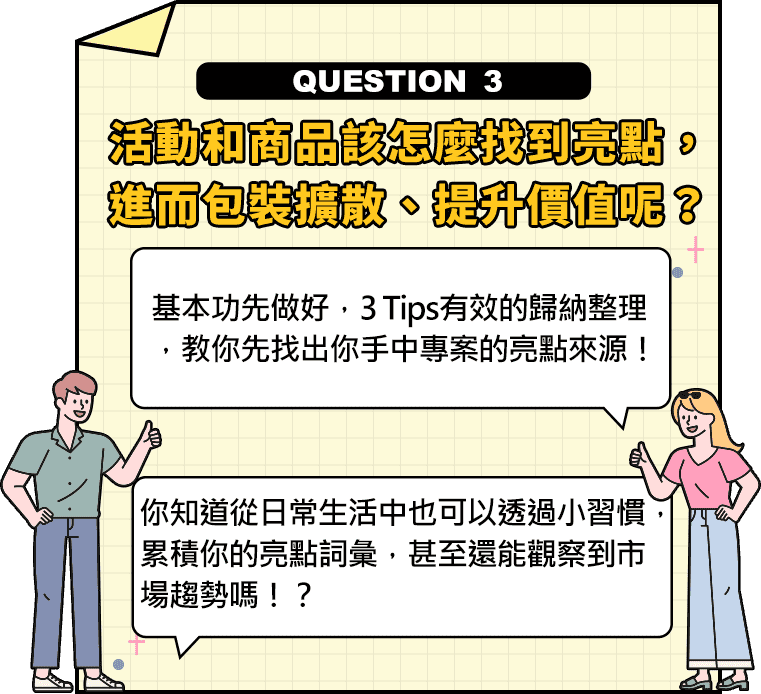 QUESTION 3
活動和商品該怎麼找到亮點，
進而包裝擴散、提升價值呢？
基本功先做好，3 Tips有效的歸納整理
，教你先找出你手中專案的亮點來源！
你知道從日常生活中也可以透過小習慣，
累積你的亮點詞彙，甚至還能觀察到市
場趨勢嗎！？